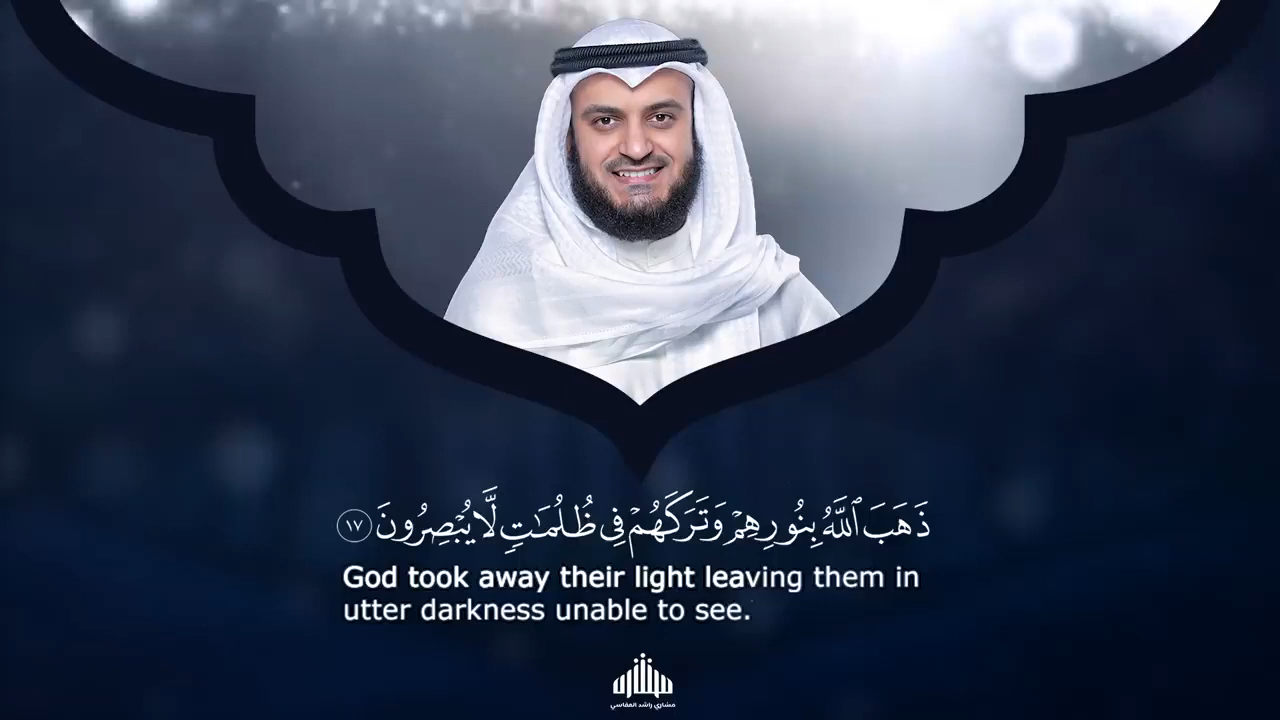 ذَهَبَ ٱللَّهُ بِنُورِهِمْ وَتَرَكَهُمْ فِى ظُلُمَـٰتٍ لَّا يُبْصِرُونَ ١٧
God took away their light leaving them in
utter darkness unable to see.
مشاري راشد العفاسي